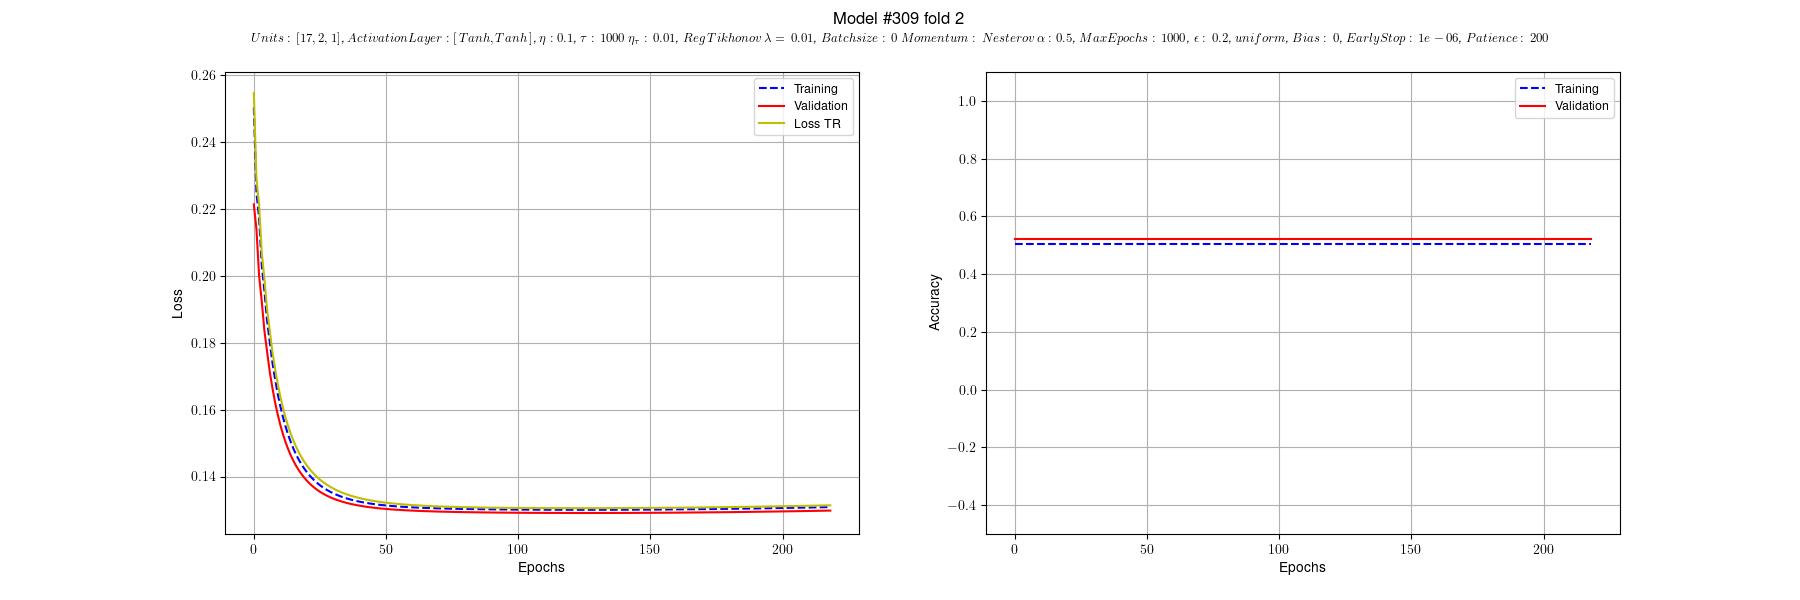 Model #309 fold 2
Units : [17, 2, 1], ActivationLayer : [Tanh, Tanh], η : 0.1, τ : 1000 ητ : 0.01, RegTikhonov λ = 0.01, Batchsize : 0 Momentum : Nesterov α : 0.5, MaxEpochs : 1000, ϵ : 0.2, uniform, Bias : 0, EarlyStop : 1e − 06, Patience : 200
0.26
0.24
0.22
0.20
0.18
0.16
0.14
Loss
0 50 100 150 200
Epochs
Training
Validation
Loss TR
1.0
0.8
0.6
0.4
0.2
0.0
−0.2
−0.4
Accuracy
0 50 100 150 200
Epochs
Training
Validation